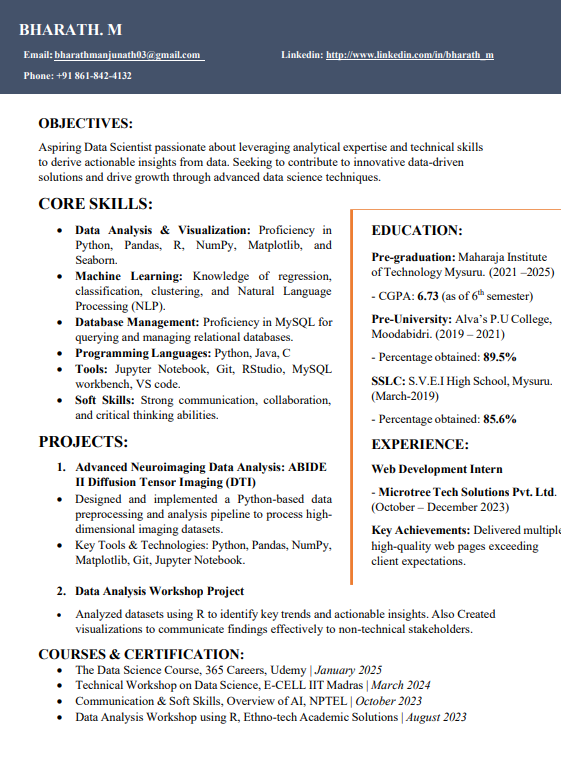 BHARATH. M
Email: bharathmanjunath03@gmail.com
Linkedin: http://www.linkedin.com/in/bharath_m
Phone: +91 861-842-4132
OBJECTIVES:
Aspiring Data Scientist passionate about leveraging analytical expertise and technical skills
to derive actionable insights from data. Seeking to contribute to innovative data-driven
solutions and drive growth through advanced data science techniques.
CORE SKILLS:
• Data Analysis & Visualization: Proficiency in
Python, Pandas, R, NumPy, Matplotlib, and
Seaborn.
• Machine Learning: Knowledge of regression,
classification, clustering, and Natural Language
Processing (NLP).
• Database Management: Proficiency in MySQL for
querying and managing relational databases.
• Programming Languages: Python, Java, C
• Tools: Jupyter Notebook, Git, RStudio, MySQL
workbench, VS code.
• Soft Skills: Strong communication, collaboration,
and critical thinking abilities.
PROJECTS:
1. Advanced Neuroimaging Data Analysis: ABIDE
II Diffusion Tensor Imaging (DTI)
• Designed and implemented a Python-based data
preprocessing and analysis pipeline to process high-
dimensional imaging datasets.
• Key Tools & Technologies: Python, Pandas, NumPy,
Matplotlib, Git, Jupyter Notebook.
EDUCATION:
Pre-graduation: Maharaja Institute
of Technology Mysuru. (2021 –2025)
- CGPA: 6.73 (as of 6th semester)
Pre-University: Alva’s P.U College,
Moodabidri. (2019 – 2021)
- Percentage obtained: 89.5%
SSLC: S.V.E.I High School, Mysuru.
(March-2019)
- Percentage obtained: 85.6%
EXPERIENCE:
Web Development Intern
- Microtree Tech Solutions Pvt. Ltd.
(October – December 2023)
Key Achievements: Delivered multiple
high-quality web pages exceeding
client expectations.
2. Data Analysis Workshop Project
• Analyzed datasets using R to identify key trends and actionable insights. Also Created
visualizations to communicate findings effectively to non-technical stakeholders.
COURSES & CERTIFICATION:
• The Data Science Course, 365 Careers, Udemy | January 2025
• Technical Workshop on Data Science, E-CELL IIT Madras | March 2024
• Communication & Soft Skills, Overview of AI, NPTEL | October 2023
• Data Analysis Workshop using R, Ethno-tech Academic Solutions | August 2023